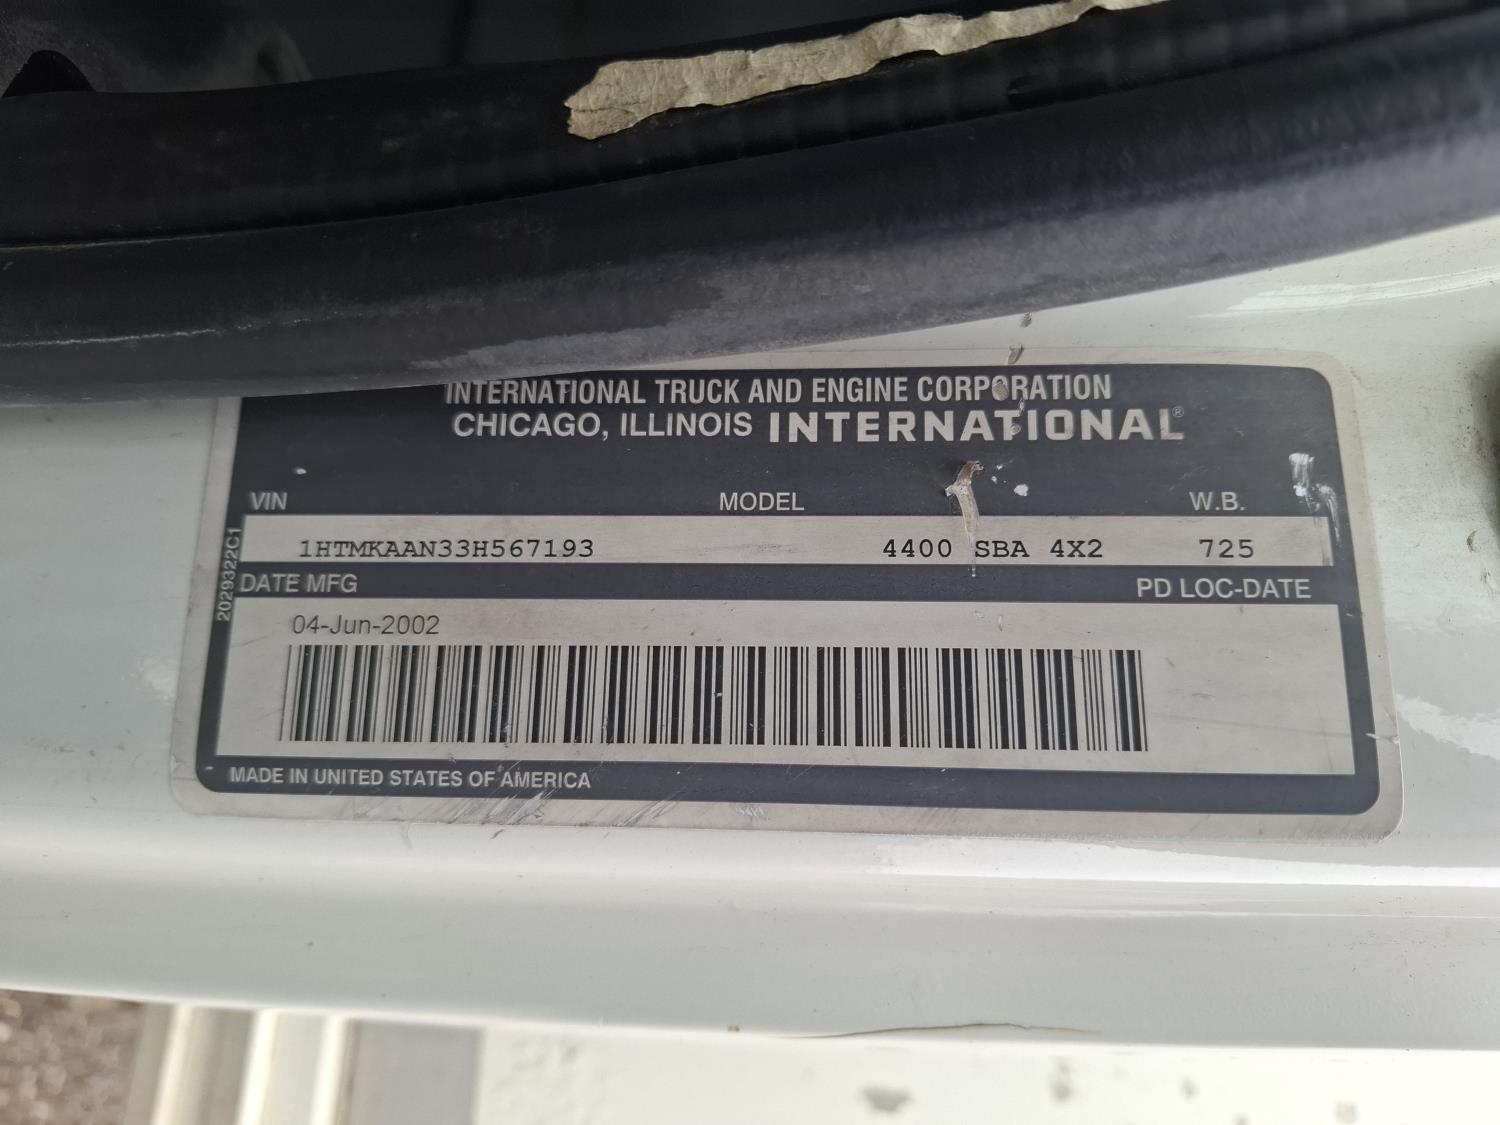 INTERNATIONAL TRUCK AND ENGINE CORPORATION
CHICAGO, ILLINOIS INTERNATIONAL®
VIN MODEL W.B.
1HTMKAAN33H567193 4400 SBA 4X2 725
DATE MFG PD LOC-DATE
04-Jun-2002
MADE IN UNITED STATES OF AMERICA
2029322C1